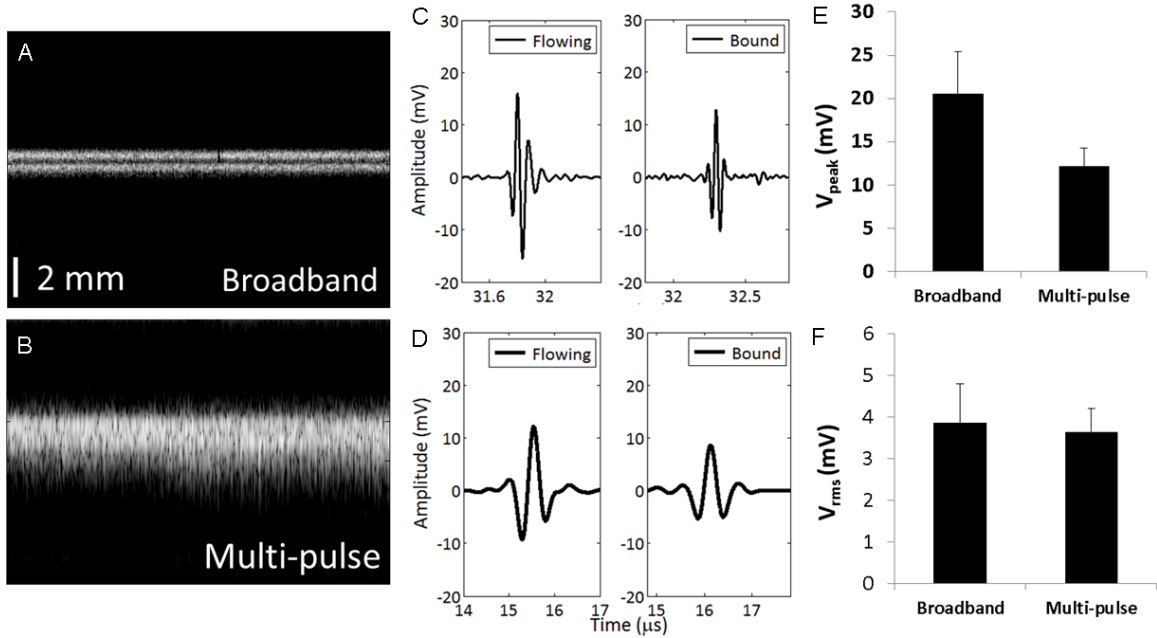 A
2 mm
Broadband
B
Multi-pulse
C
Flowing
Bound
30
20
10
0
-10
-20
Amplitude (mV)
31.6
32
32
32.5
D
Flowing
Bound
30
20
10
0
-10
-20
Amplitude (mV)
14
15
16
17
15
16
17
Time (μs)
E
30
25
20
15
10
5
0
Vpeak (mV)
Broadband
Multi-pulse
F
6
5
4
3
2
1
0
Vrms (mV)
Broadband
Multi-pulse